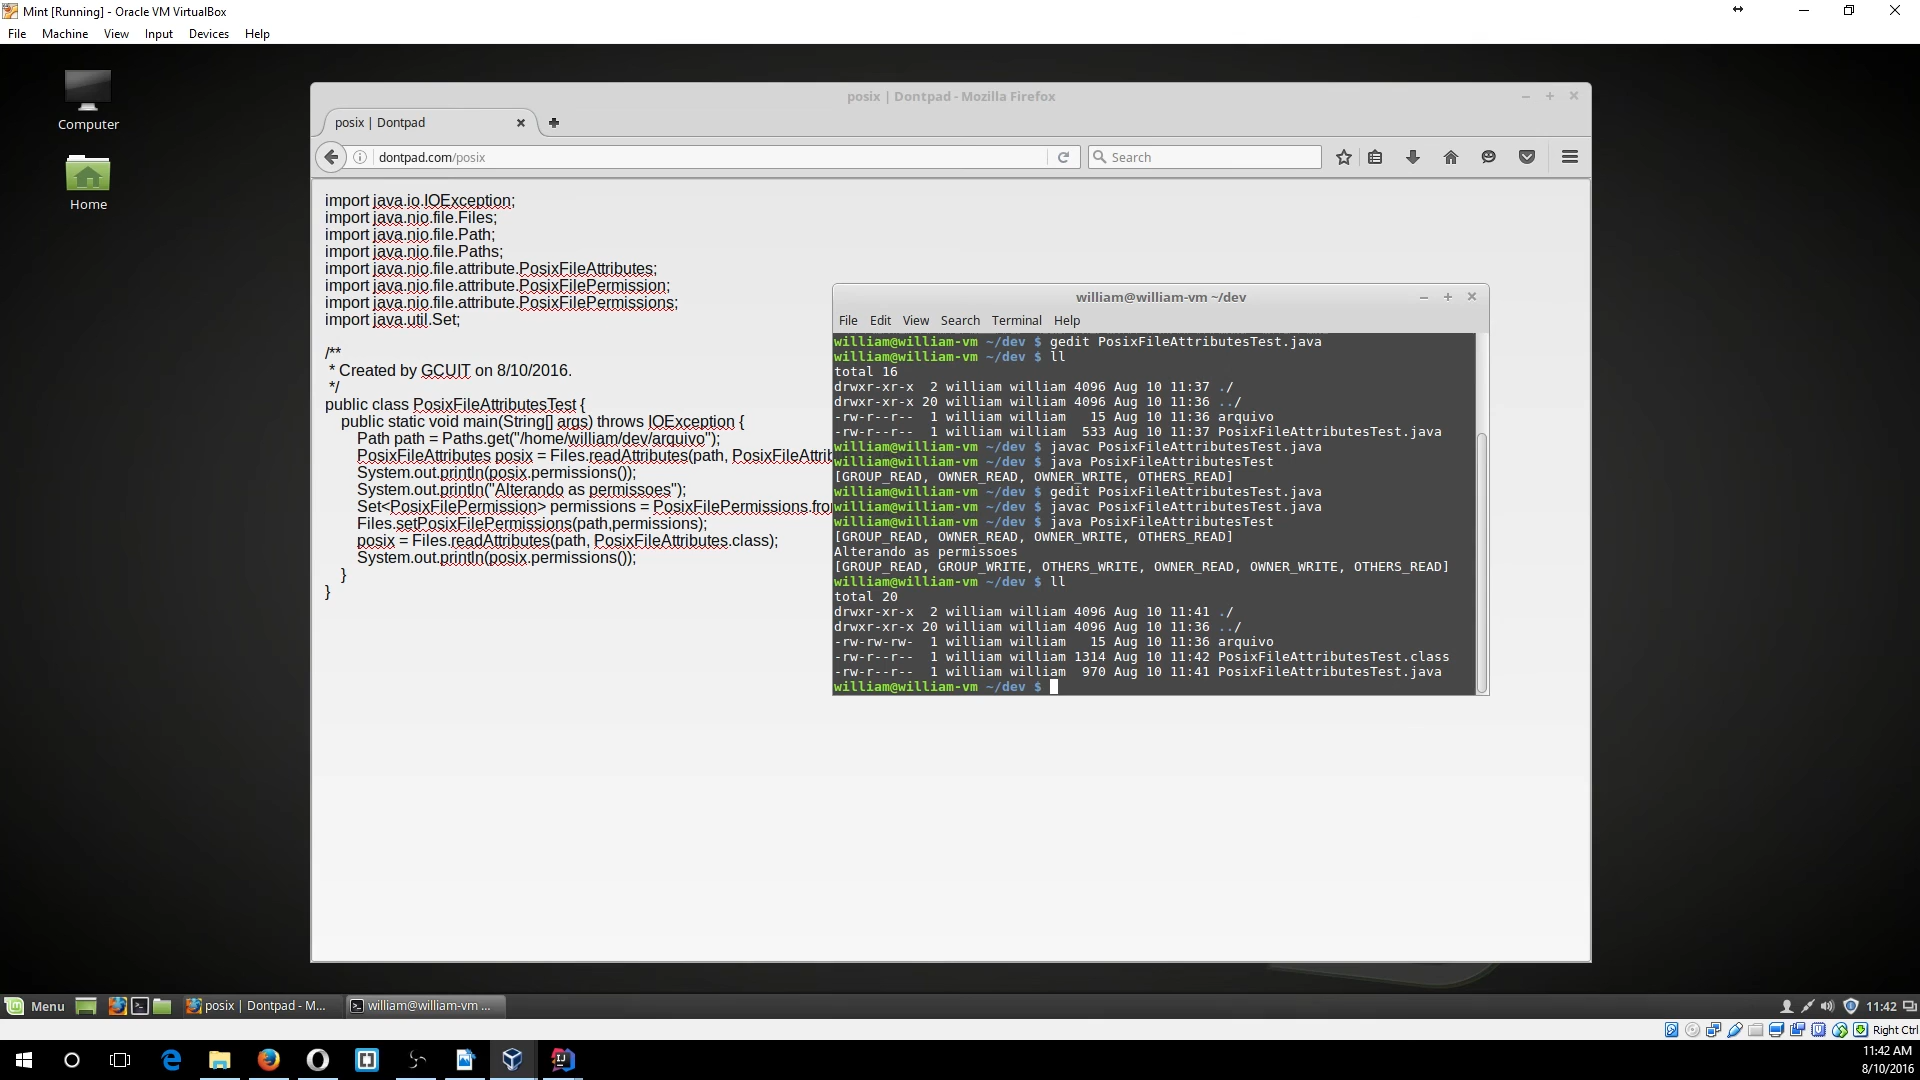 Mint [Running] - Oracle VM VirtualBox
File Machine View Input Devices Help
Computer
Home
posix | Dontpad - Mozilla Firefox
posix | Dontpad
dontpad.com/posix
Search
import java.io.IOException;
import java.nio.file.Files;
import java.nio.file.Path;
import java.nio.file.Paths;
import java.nio.file.attribute.PosixFileAttributes;
import java.nio.file.attribute.PosixFilePermission;
import java.nio.file.attribute.PosixFilePermissions;
import java.util.Set;
/**
* Created by GCUIT on 8/10/2016.
*/
public class PosixFileAttributesTest {
public static void main(String[] args) throws IOException {
Path path = Paths.get("/home/william/dev/arquivo");
PosixFileAttributes posix = Files.readAttributes(path, PosixFileAttrib
System.out.println(posix.permissions());
System.out.println("Alterando as permissoes");
Set<PosixFilePermission> permissions = PosixFilePermissions.fro
Files.setPosixFilePermissions(path,permissions);
posix = Files.readAttributes(path, PosixFileAttributes.class);
System.out.println(posix.permissions());
}
}
william@william-vm ~/dev
File Edit View Search Terminal Help
william@william-vm ~/dev $ gedit PosixFileAttributesTest.java
william@william-vm ~/dev $ ll
total 16
drwxr-xr-x  2 william william 4096 Aug 10 11:37 ./
drwxr-xr-x 20 william william 4096 Aug 10 11:36 ../
-rw-r--r--  1 william william   15 Aug 10 11:36 arquivo
-rw-r--r--  1 william william  533 Aug 10 11:37 PosixFileAttributesTest.java
william@william-vm ~/dev $ javac PosixFileAttributesTest.java
william@william-vm ~/dev $ java PosixFileAttributesTest
[GROUP_READ, OWNER_READ, OWNER_WRITE, OTHERS_READ]
william@william-vm ~/dev $ gedit PosixFileAttributesTest.java
william@william-vm ~/dev $ javac PosixFileAttributesTest.java
william@william-vm ~/dev $ java PosixFileAttributesTest
[GROUP_READ, OWNER_READ, OWNER_WRITE, OTHERS_READ]
Alterando as permissoes
[GROUP_READ, GROUP_WRITE, OTHERS_WRITE, OWNER_READ, OWNER_WRITE, OTHERS_READ]
william@william-vm ~/dev $ ll
total 20
drwxr-xr-x  2 william william 4096 Aug 10 11:41 ./
drwxr-xr-x 20 william william 4096 Aug 10 11:36 ../
-rw-rw-rw-  1 william william   15 Aug 10 11:36 arquivo
-rw-r--r--  1 william william 1314 Aug 10 11:42 PosixFileAttributesTest.class
-rw-r--r--  1 william william  970 Aug 10 11:41 PosixFileAttributesTest.java
william@william-vm ~/dev $
Menu posix | Dontpad - M... william@william-vm ... 11:42
Right Ctrl
11:42 AM
8/10/2016